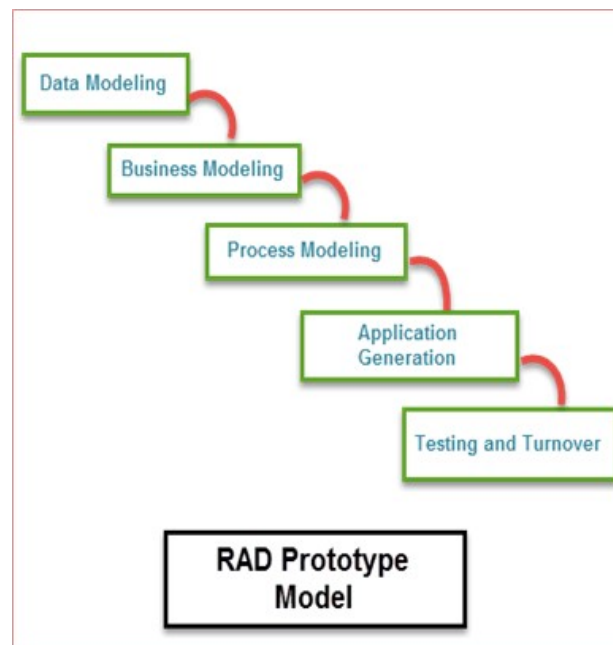 Data Modeling
Business Modeling
Process Modeling
Application
Generation
Testing and Turnover
RAD Prototype
Model